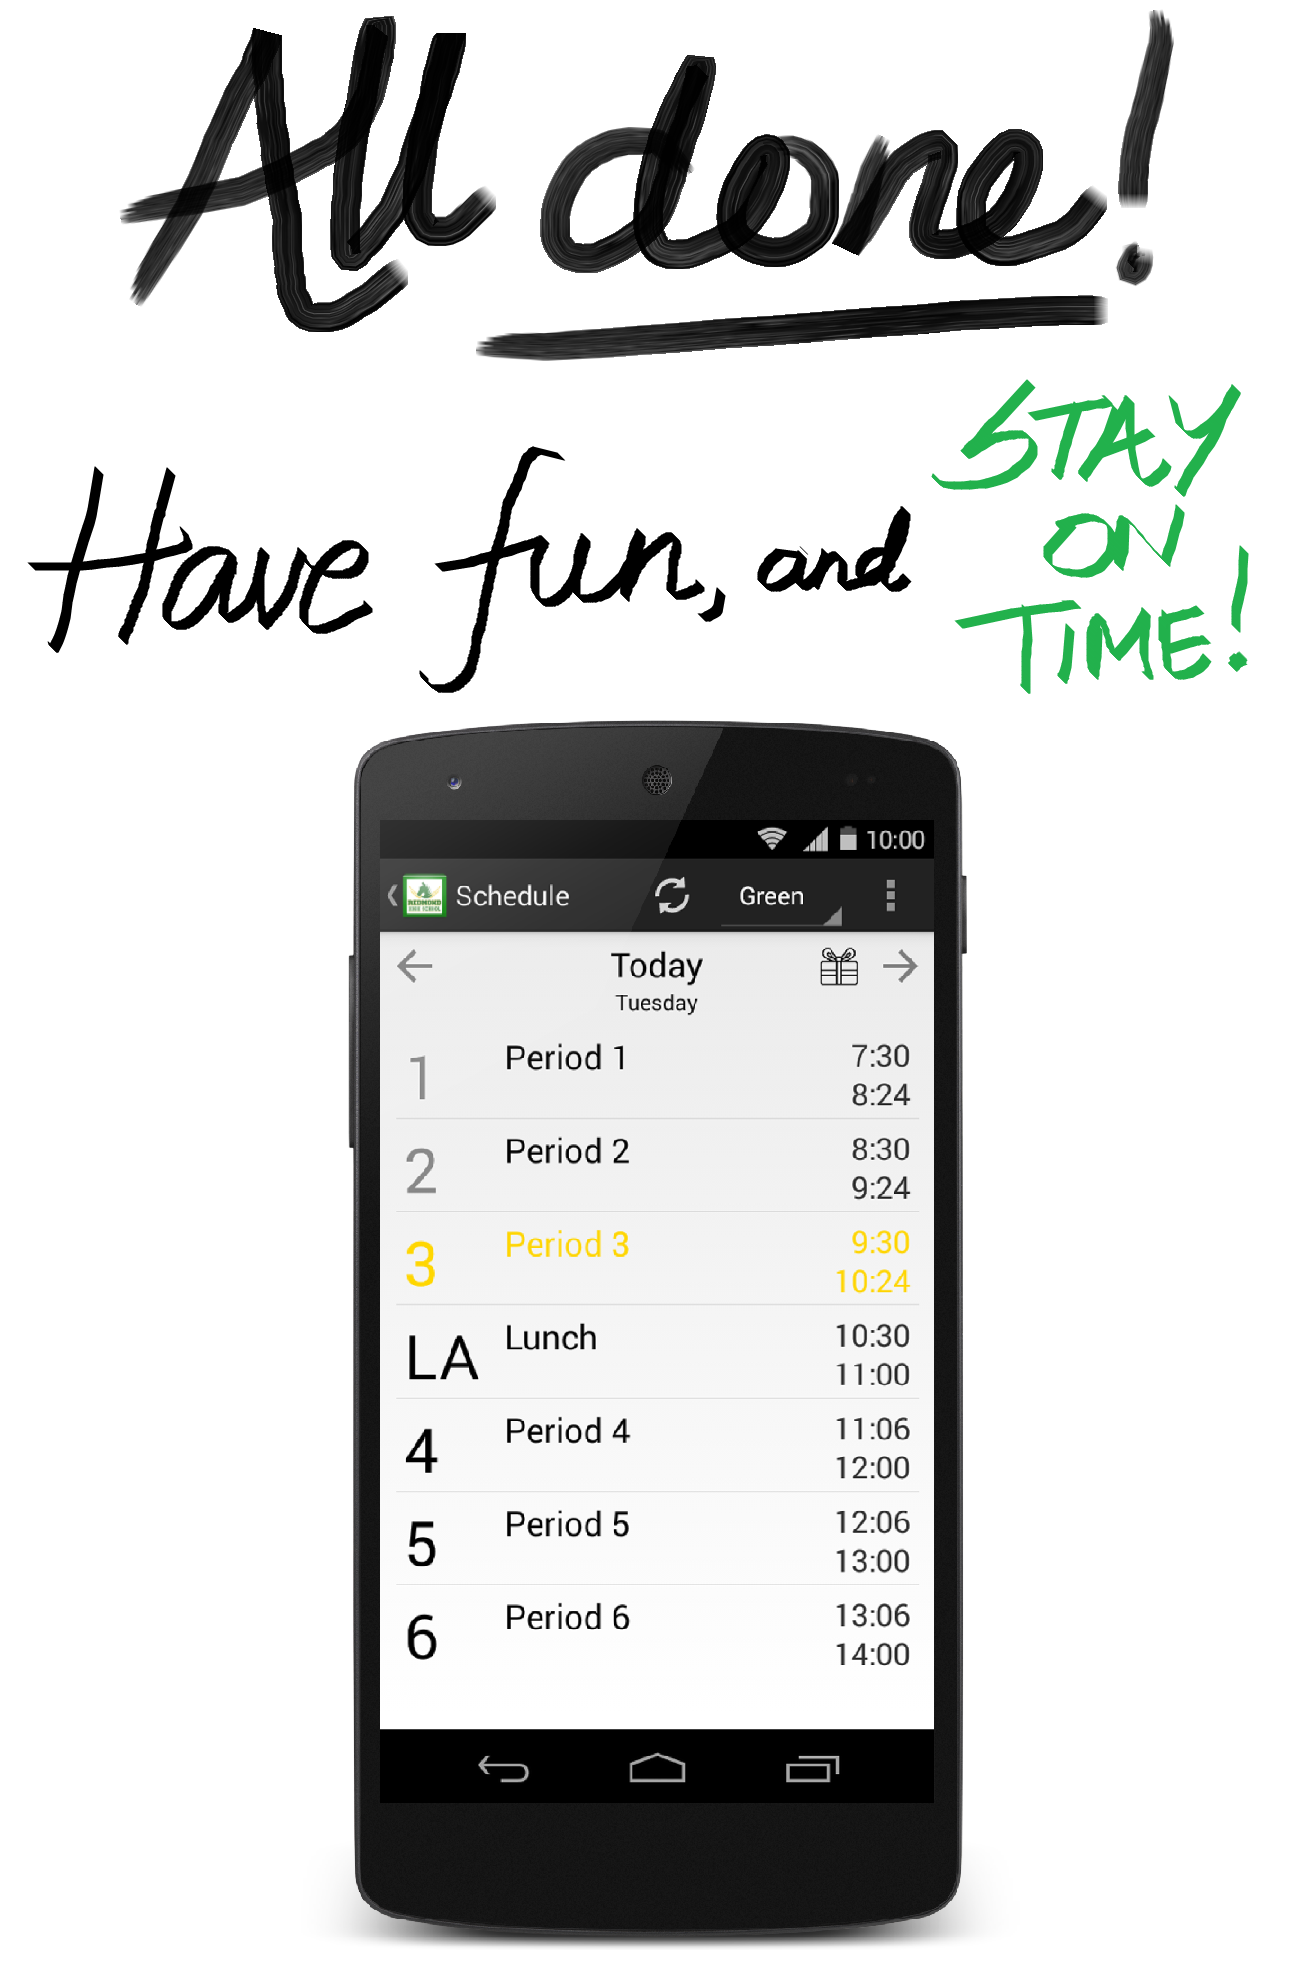 All done!
Have fun, and STAY
ON
TIME!
10:00
Schedule Green
REDMOND
HIGH SCHOOL
Today
Tuesday
1 Period 1 7:30
8:24
2 Period 2 8:30
9:24
3 Period 3 9:30
10:24
LA Lunch 10:30
11:00
4 Period 4 11:06
12:00
5 Period 5 12:06
13:00
6 Period 6 13:06
14:00